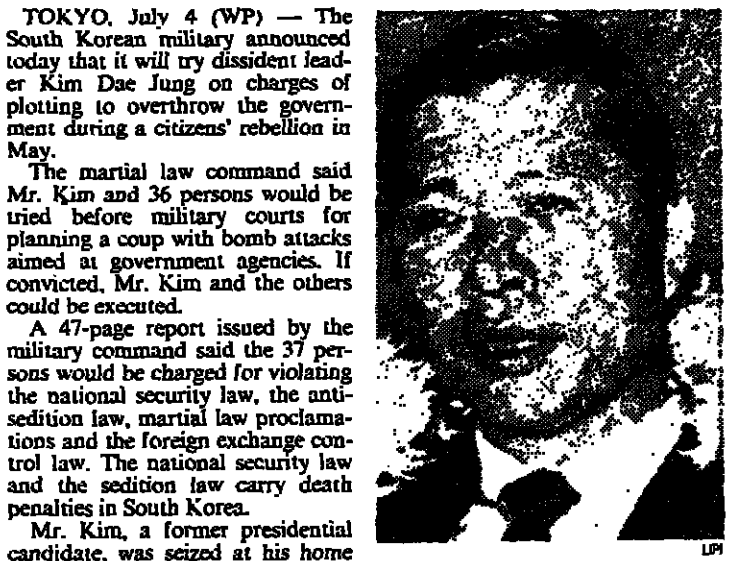 TOKYO, July 4 (WP) — The
South Korean military announced
today that it will try dissident lead-
er Kim Dae Jung on charges of
plotting to overthrow the govern-
ment during a citizens' rebellion in
May.
The martial law command said
Mr. Kim and 36 persons would be
tried before military courts for
planning a coup with bomb attacks
aimed at government agencies. If
convicted, Mr. Kim and the others
could be executed.
A 47-page report issued by the
military command said the 37 per-
sons would be charged for violating
the national security law, the anti-
sedition law, martial law proclama-
tions and the foreign exchange con-
trol law. The national security law
and the sedition law carry death
penalties in South Korea.
Mr. Kim, a former presidential
candidate, was seized at his home
UPI